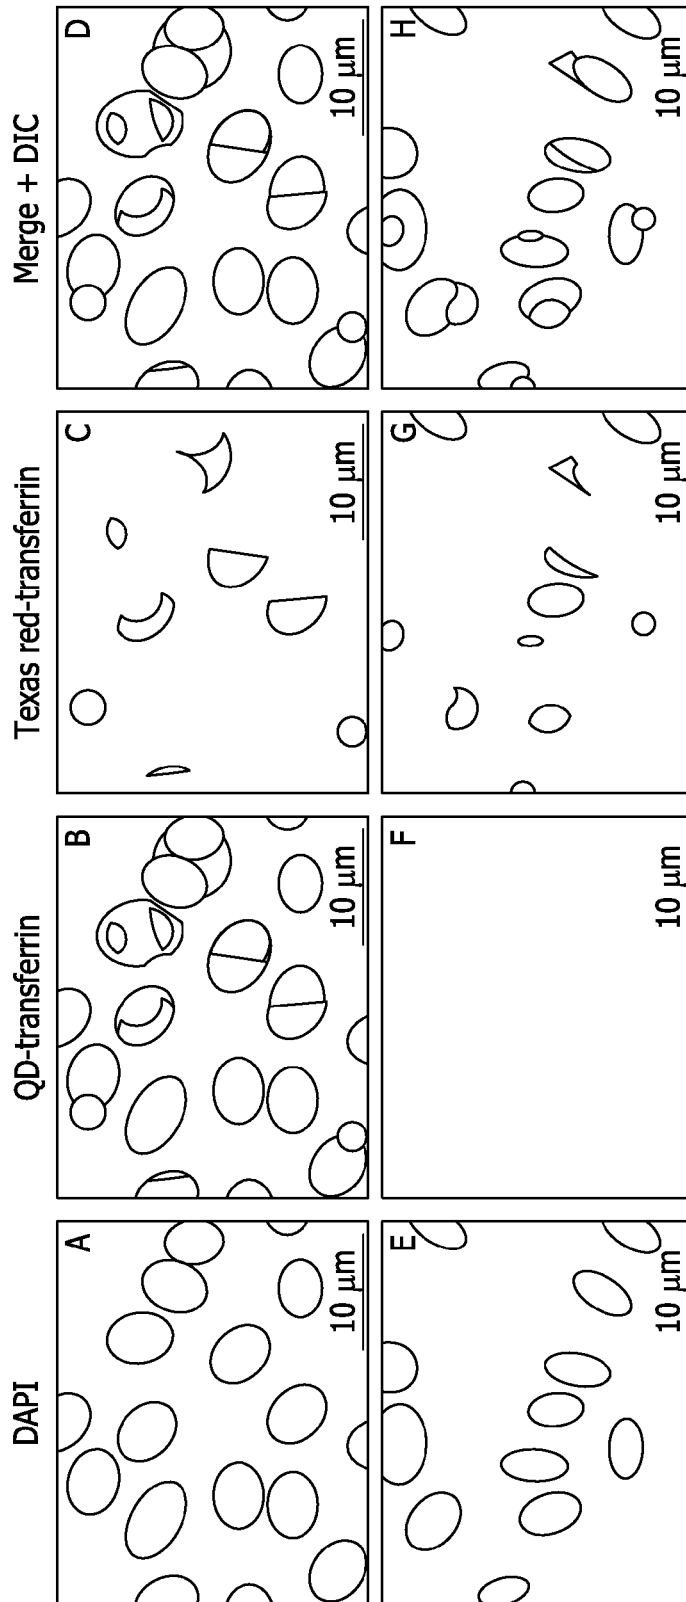 DAPI
QD-transferrin
Texas red-transferrin
Merge + DIC
A
10 μm
B
10 μm
C
10 μm
D
10 μm
E
10 μm
F
10 μm
G
10 μm
H
10 μm